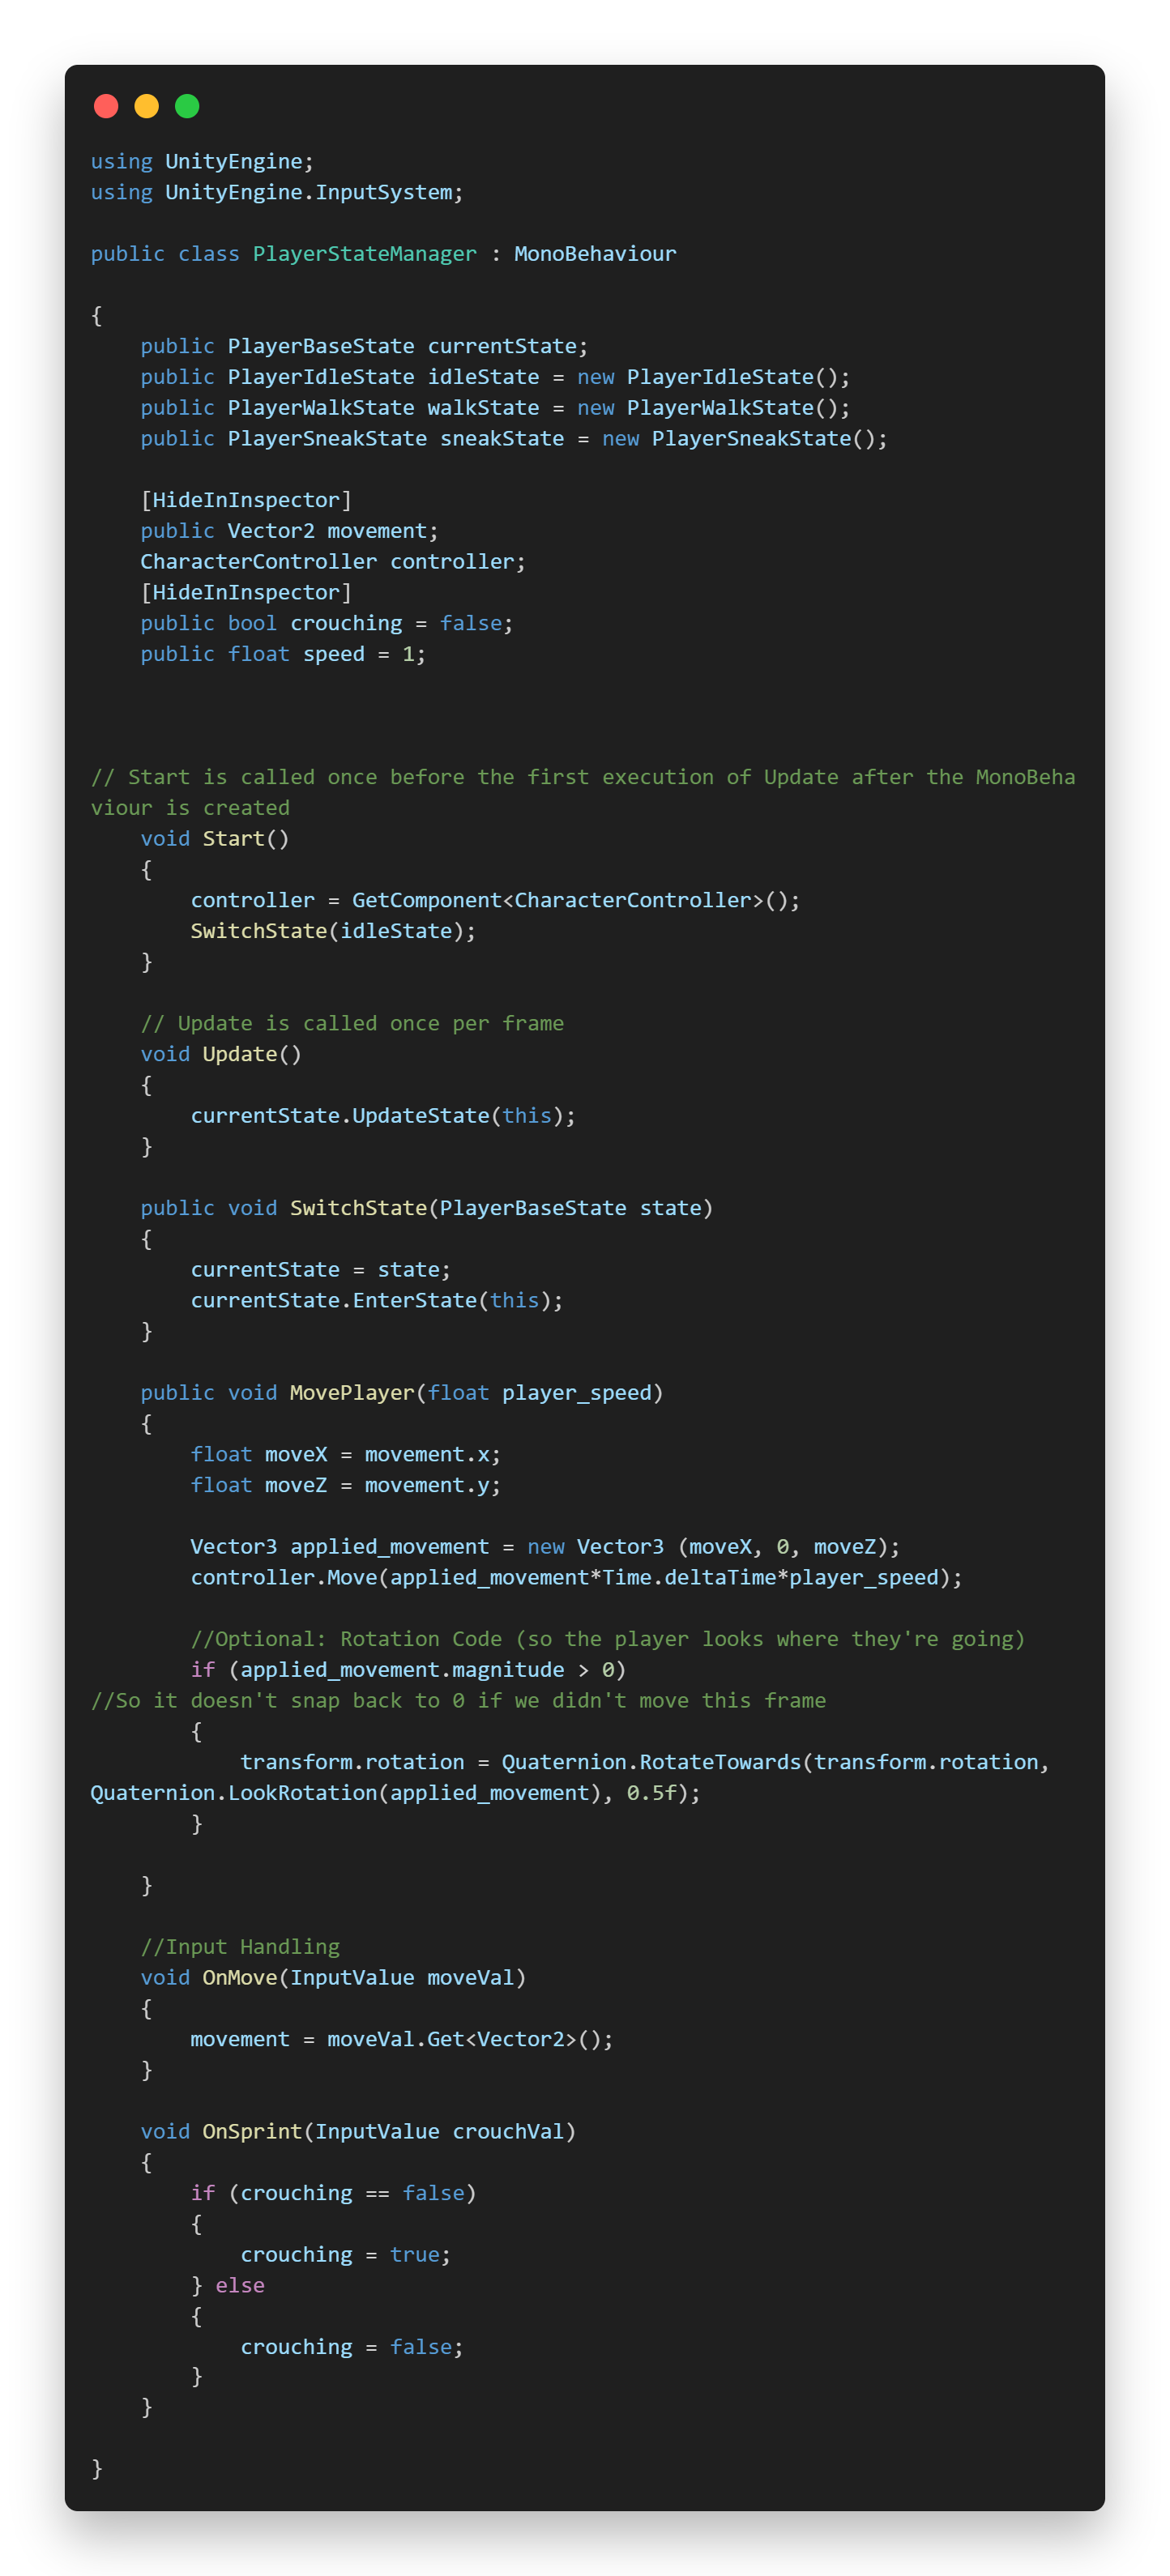 using UnityEngine;
using UnityEngine.InputSystem;
public class PlayerStateManager : MonoBehaviour
{
    public PlayerBaseState currentState;
    public PlayerIdleState idleState = new PlayerIdleState();
    public PlayerWalkState walkState = new PlayerWalkState();
    public PlayerSneakState sneakState = new PlayerSneakState();
    [HideInInspector]
    public Vector2 movement;
    CharacterController controller;
    [HideInInspector]
    public bool crouching = false;
    public float speed = 1;
// Start is called once before the first execution of Update after the MonoBeha
viour is created
    void Start()
    {
        controller = GetComponent<CharacterController>();
        SwitchState(idleState);
    }
    // Update is called once per frame
    void Update()
    {
        currentState.UpdateState(this);
    }
    public void SwitchState(PlayerBaseState state)
    {
        currentState = state;
        currentState.EnterState(this);
    }
    public void MovePlayer(float player_speed)
    {
        float moveX = movement.x;
        float moveZ = movement.y;
        Vector3 applied_movement = new Vector3 (moveX, 0, moveZ);
        controller.Move(applied_movement*Time.deltaTime*player_speed);
        //Optional: Rotation Code (so the player looks where they're going)
        if (applied_movement.magnitude > 0)
//So it doesn't snap back to 0 if we didn't move this frame
        {
            transform.rotation = Quaternion.RotateTowards(transform.rotation,
Quaternion.LookRotation(applied_movement), 0.5f);
        }
    }
    //Input Handling
    void OnMove(InputValue moveVal)
    {
        movement = moveVal.Get<Vector2>();
    }
    void OnSprint(InputValue crouchVal)
    {
        if (crouching == false)
        {
            crouching = true;
        } else
        {
            crouching = false;
        }
    }
}